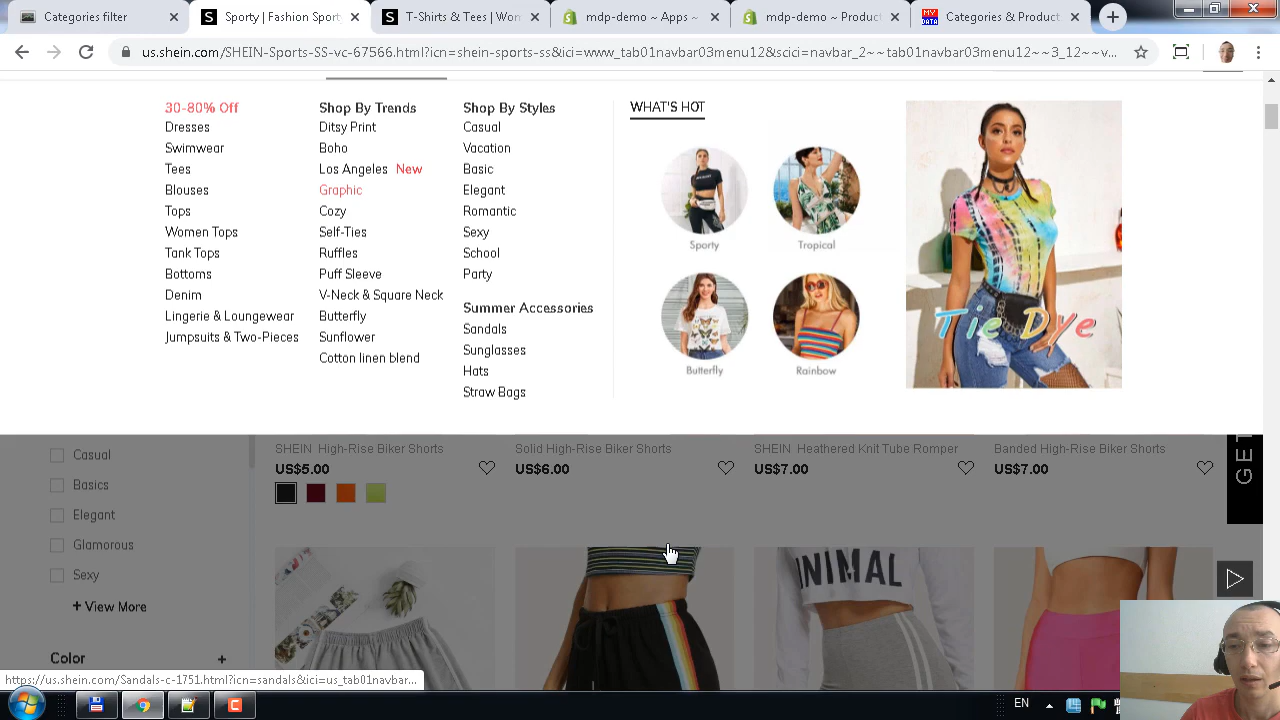 Categories filter
Sporty | Fashion Sport
T-Shirts & Tees | Wom
mdp-demo ~ Apps ~
mdp-demo ~ Product
MY DATA
Categories & Product
us.shein.com/SHEIN-Sports-SS-vc-67566.html?icn=shein-sports-ss&ici=www_tab01navbar03menu12&scici=navbar_2~~tab01navbar03menu12~~3_12~~v...
30-80% Off
Dresses
Swimwear
Tees
Blouses
Tops
Women Tops
Tank Tops
Bottoms
Denim
Lingerie & Loungewear
Jumpsuits & Two-Pieces
Shop By Trends
Ditsy Print
Boho
Los Angeles New
Graphic
Cozy
Self-Ties
Ruffles
Puff Sleeve
V-Neck & Square Neck
Butterfly
Sunflower
Cotton linen blend
Shop By Styles
Casual
Vacation
Basic
Elegant
Romantic
Sexy
School
Party
Summer Accessories
Sandals
Sunglasses
Hats
Straw Bags
WHAT'S HOT
Sporty
Tropical
Butterfly
Rainbow
Tie Dye
Casual
Basics
Elegant
Glamorous
Sexy
+ View More
Color +
SHEIN High-Rise Biker Shorts
US$5.00
Solid High-Rise Biker Shorts
US$6.00
SHEIN Heathered Knit Tube Romper
US$7.00
Banded High-Rise Biker Shorts
US$7.00
GET
NIMAL
https://us.shein.com/Sandals-c-1751.html?icn=sandals&ici=us_tab01navbar...
EN